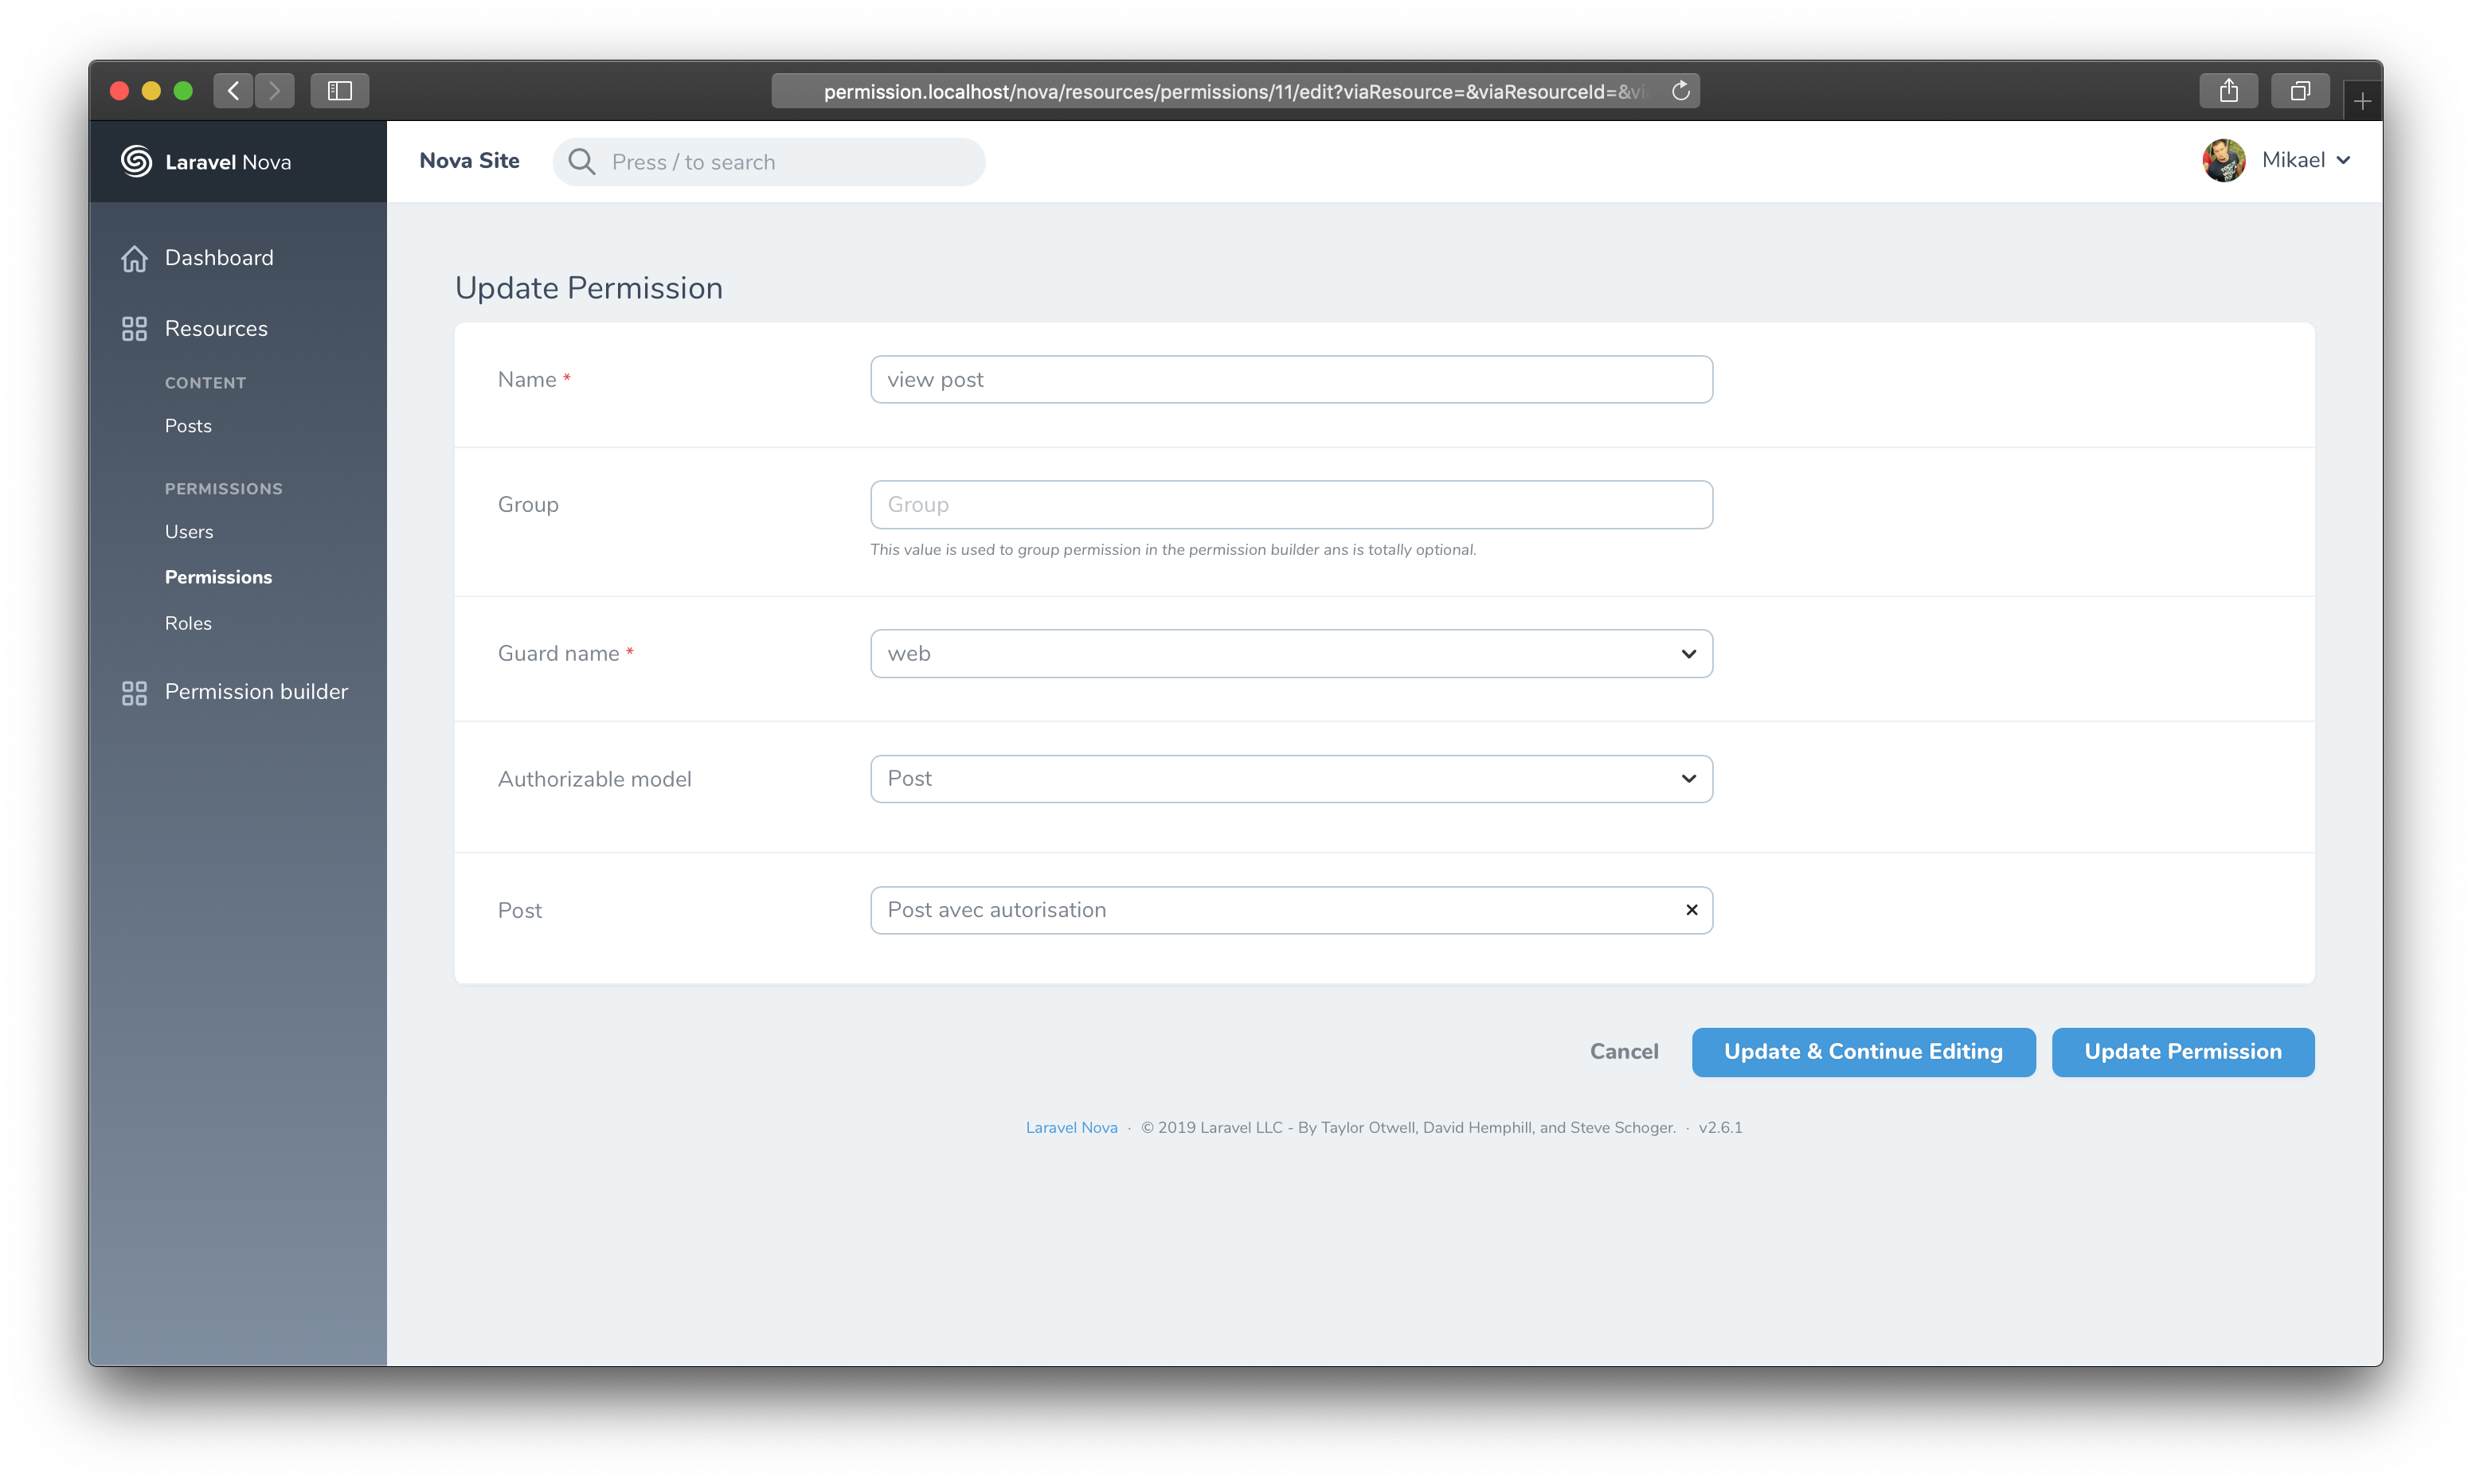 permission.localhost/nova/resources/permissions/11/edit?viaResource=&viaResourceId=&vi
Laravel Nova
Nova Site
Press / to search
Mikael
Dashboard
Resources
CONTENT
Posts
PERMISSIONS
Users
Permissions
Roles
Permission builder
Update Permission
Name *
view post
Group
Group
This value is used to group permission in the permission builder ans is totally optional.
Guard name *
web
Authorizable model
Post
Post
Post avec autorisation
Cancel
Update & Continue Editing
Update Permission
Laravel Nova · © 2019 Laravel LLC - By Taylor Otwell, David Hemphill, and Steve Schoger. · v2.6.1